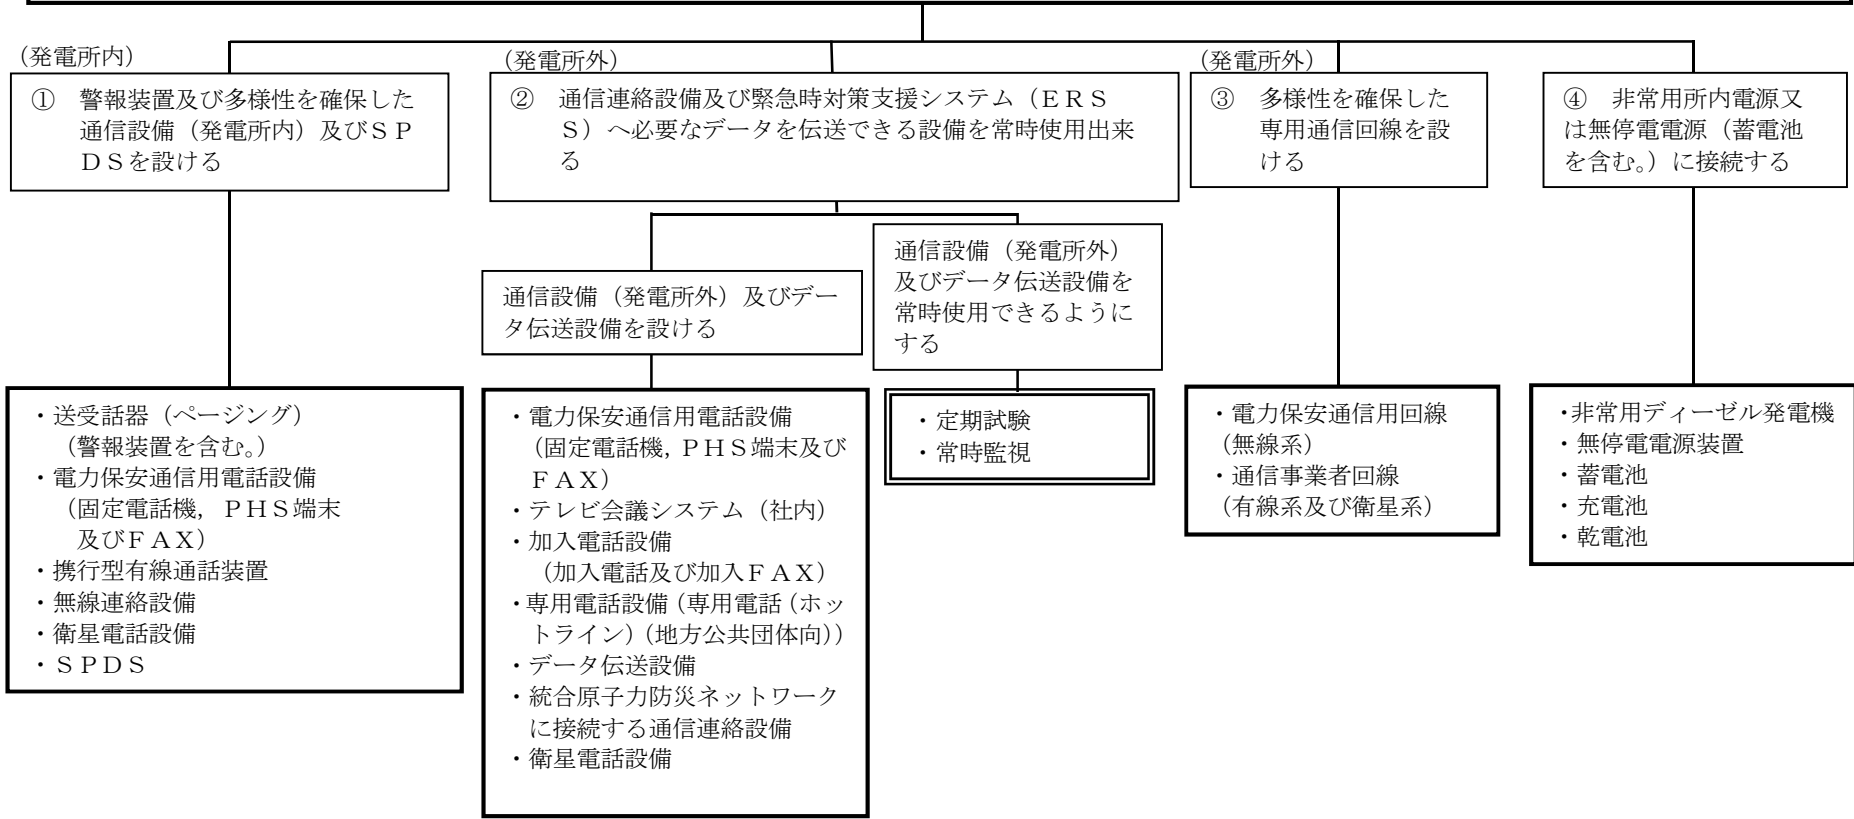 （発電所内）
① 警報装置及び多様性を確保した
通信設備（発電所内）及びＳＰ
ＤＳを設ける
・送受話器（ページング）
（警報装置を含む。）
・電力保安通信用電話設備
（固定電話機，ＰＨＳ端末
及びＦＡＸ）
・携行型有線通話装置
・無線連絡設備
・衛星電話設備
・ＳＰＤＳ
（発電所外）
② 通信連絡設備及び緊急時対策支援システム（ＥＲＳ
Ｓ）へ必要なデータを伝送できる設備を常時使用出来
る
通信設備（発電所外）及びデー
タ伝送設備を設ける
・電力保安通信用電話設備
（固定電話機，ＰＨＳ端末及び
ＦＡＸ）
・テレビ会議システム（社内）
・加入電話設備
（加入電話及び加入ＦＡＸ）
・専用電話設備（専用電話（ホッ
トライン）（地方公共団体向））
・データ伝送設備
・統合原子力防災ネットワーク
に接続する通信連絡設備
・衛星電話設備
通信設備（発電所外）
及びデータ伝送設備を
常時使用できるように
する
・定期試験
・常時監視
（発電所外）
③ 多様性を確保した
専用通信回線を設
ける
・電力保安通信用回線
（無線系）
・通信事業者回線
（有線系及び衛星系）
④ 非常用所内電源又
は無停電電源（蓄電池
を含む。）に接続する
・非常用ディーゼル発電機
・無停電電源装置
・蓄電池
・充電池
・乾電池